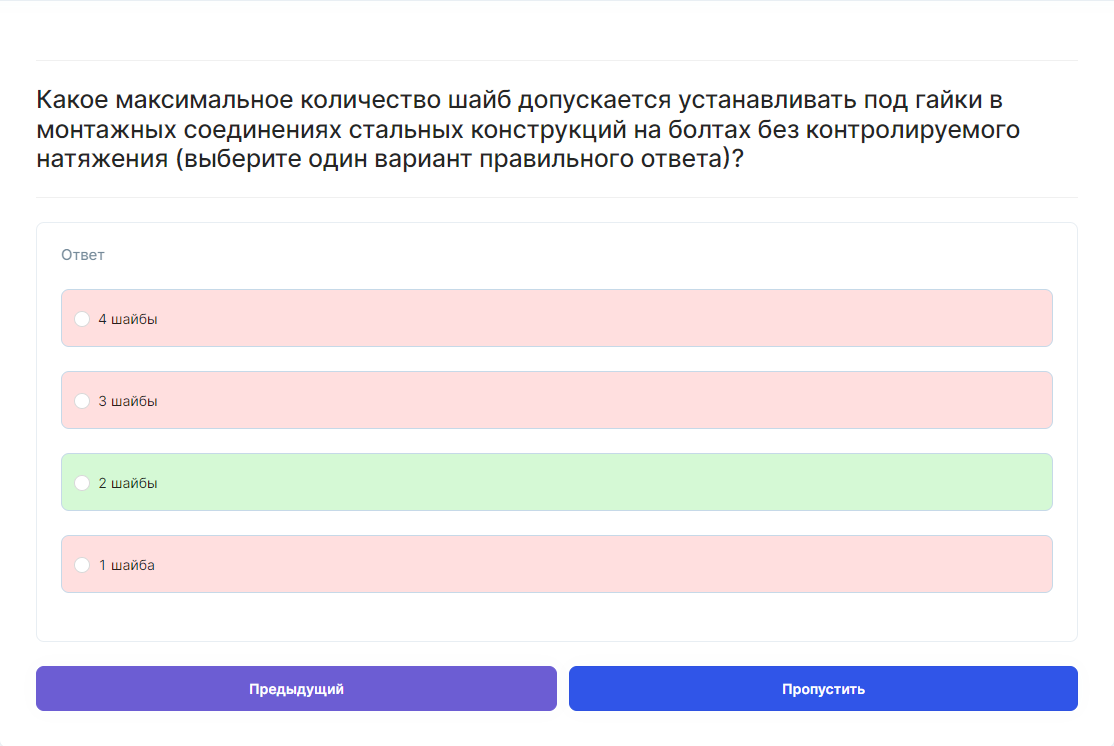 Какое максимальное количество шайб допускается устанавливать под гайки в
монтажных соединениях стальных конструкций на болтах без контролируемого
натяжения (выберите один вариант правильного ответа)?
Ответ
4 шайбы
3 шайбы
2 шайбы
1 шайба
Предыдущий
Пропустить